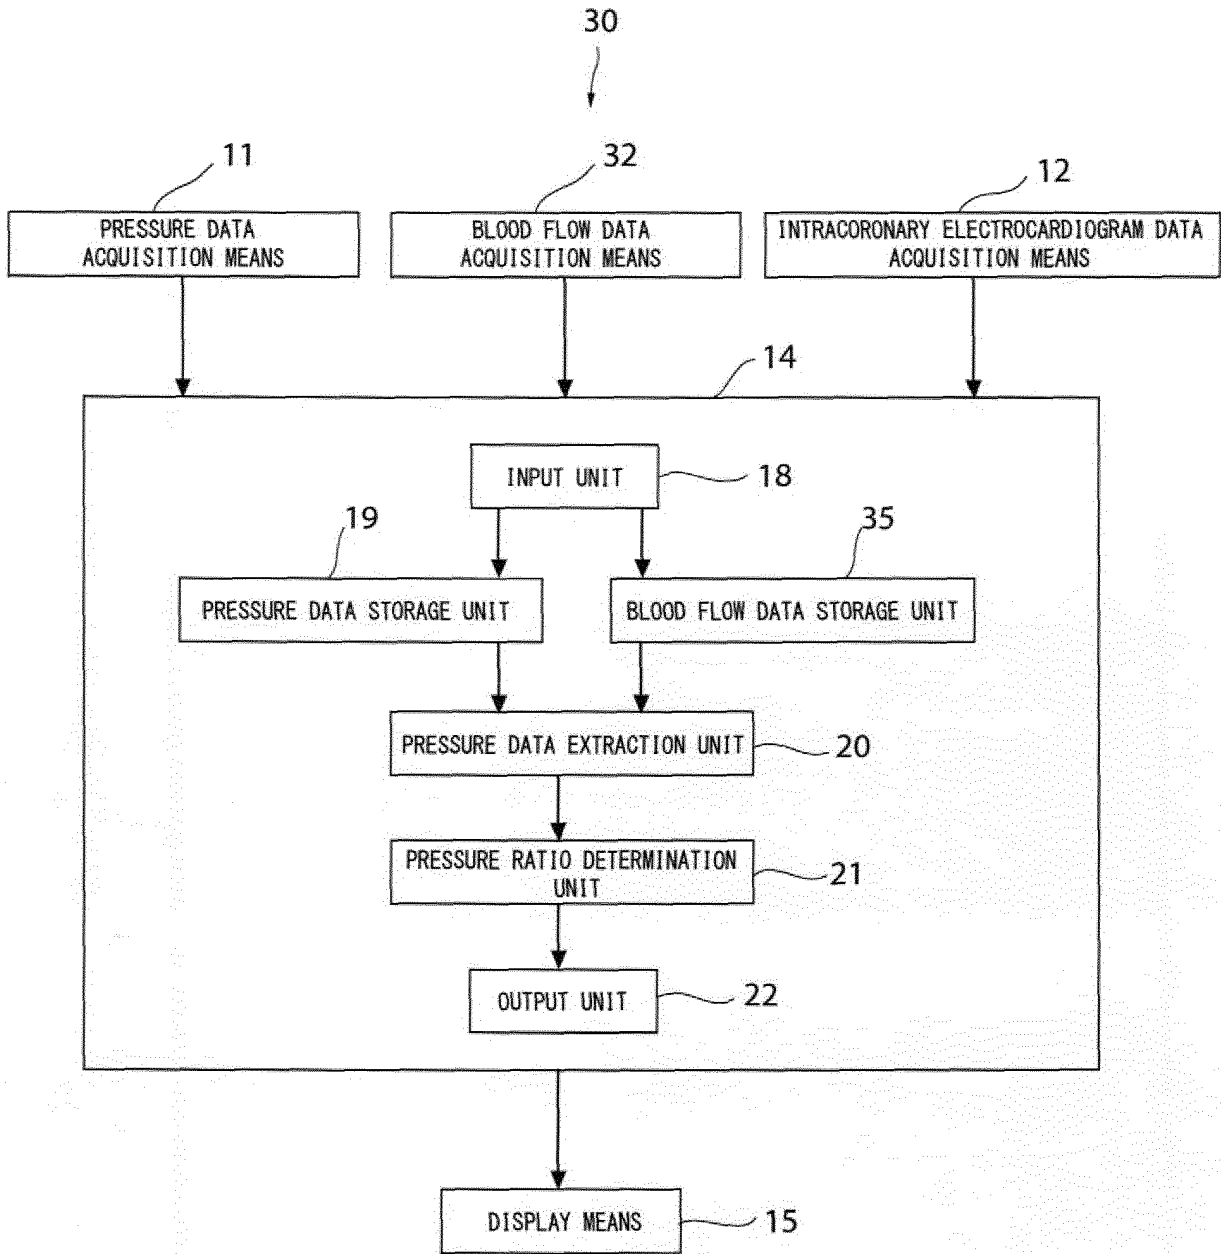 30
11
32
12
PRESSURE DATA
ACQUISITION MEANS
BLOOD FLOW DATA
ACQUISITION MEANS
INTRACORONARY ELECTROCARDIOGRAM DATA
ACQUISITION MEANS
14
INPUT UNIT
18
19
35
PRESSURE DATA STORAGE UNIT
BLOOD FLOW DATA STORAGE UNIT
PRESSURE DATA EXTRACTION UNIT
20
PRESSURE RATIO DETERMINATION
UNIT
21
OUTPUT UNIT
22
DISPLAY MEANS
15